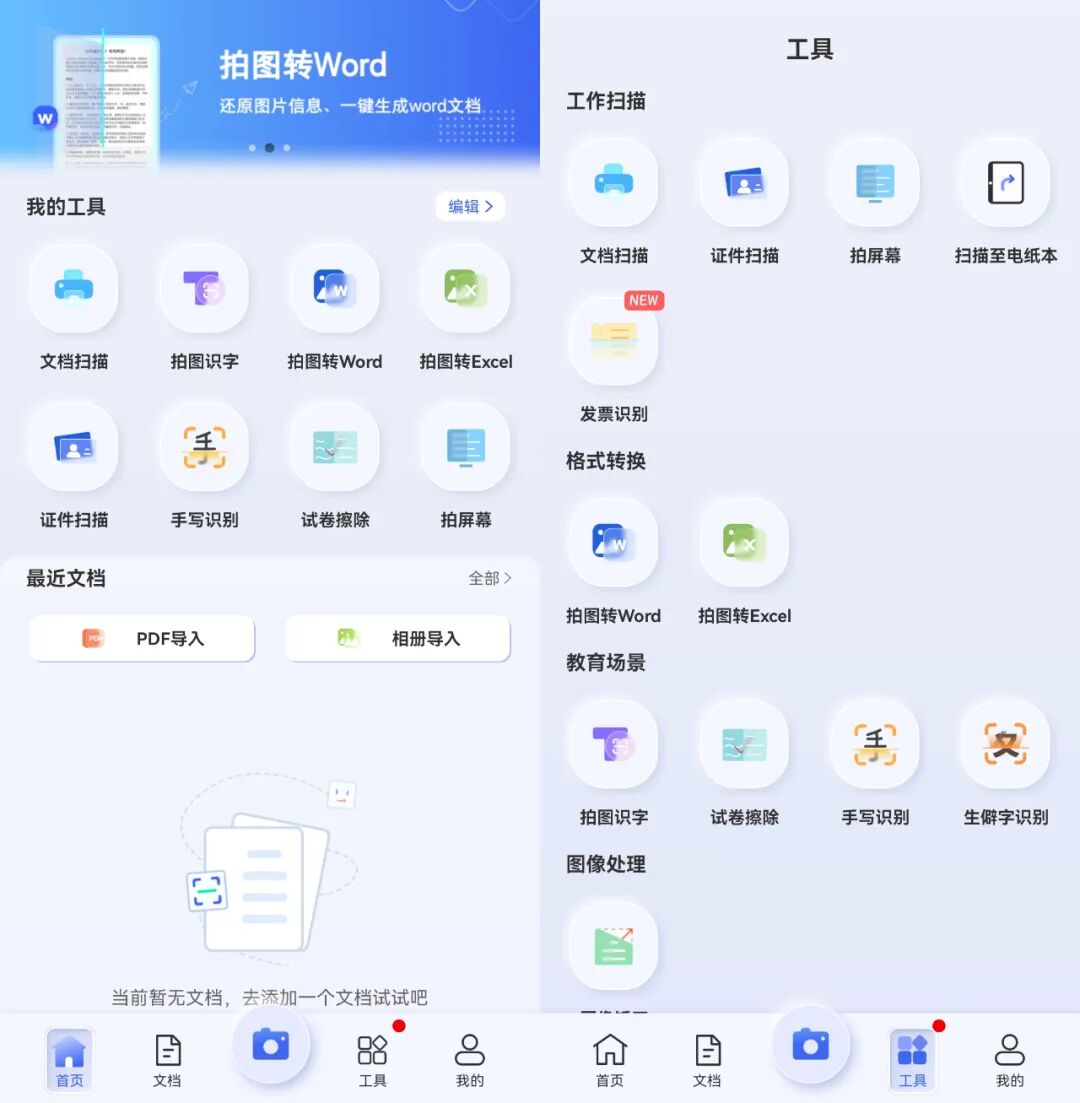 拍图转Word
还原图片信息、一键生成word文档
W
我的工具
编辑
文档扫描
拍图识字
拍图转Word
拍图转Excel
证件扫描
手写识别
试卷擦除
拍屏幕
最近文档
全部
PDF导入
相册导入
当前暂无文档，去添加一个文档试试吧
首页
文档
工具
我的
工具
工作扫描
文档扫描
证件扫描
拍屏幕
扫描至电纸本
NEW
发票识别
格式转换
拍图转Word
拍图转Excel
教育场景
拍图识字
试卷擦除
手写识别
生僻字识别
图像处理
首页
文档
工具
我的